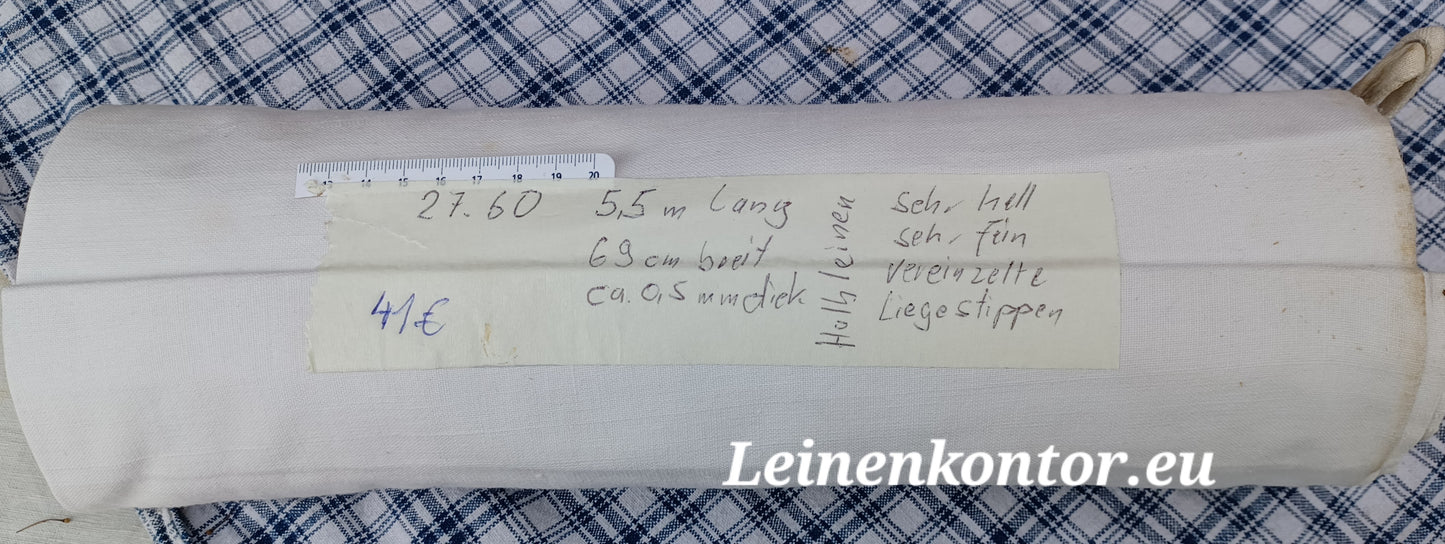 13 14 15 16 17 18 19 20
27.60
5,5 m lang
69 cm breit
ca. 0,5 mm dick
41€
Halbleinen
sehr hell
sehr fein
vereinzelte
Liegestippen
Leinenkontor.eu